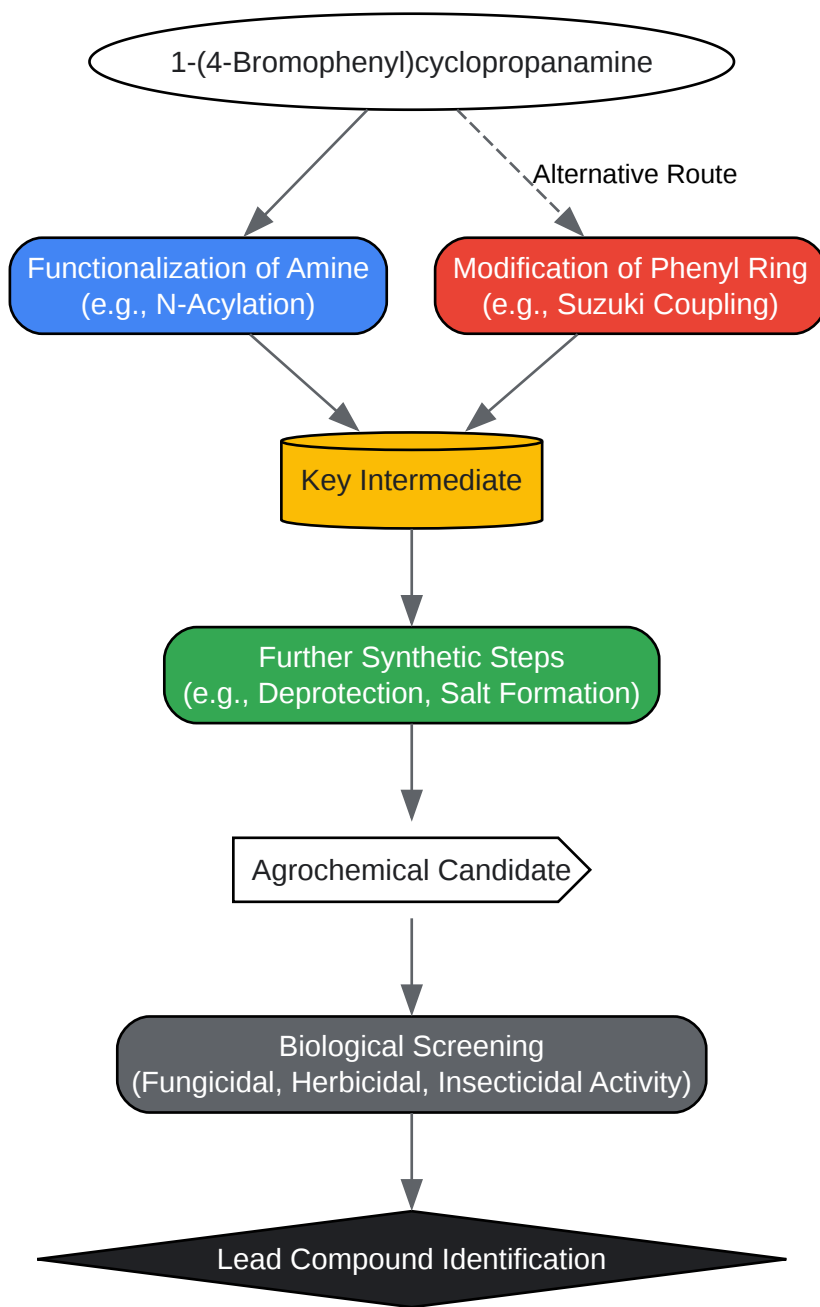 1-(4-Bromophenyl)cyclopropanamine
Alternative Route
Functionalization of Amine
(e.g., N-Acylation)
Modification of Phenyl Ring
(e.g., Suzuki Coupling)
Key Intermediate
Further Synthetic Steps
(e.g., Deprotection, Salt Formation)
Agrochemical Candidate
Biological Screening
(Fungicidal, Herbicidal, Insecticidal Activity)
Lead Compound Identification